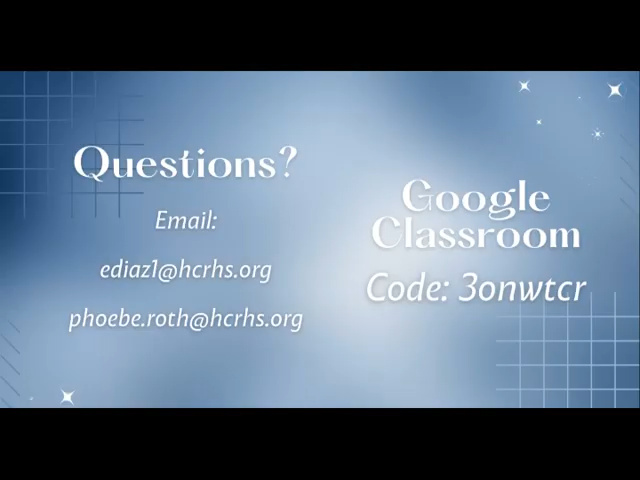 Questions?
Email:
ediaz1@hcrhs.org
phoebe.roth@hcrhs.org
Google
Classroom
Code: 3onwtcr